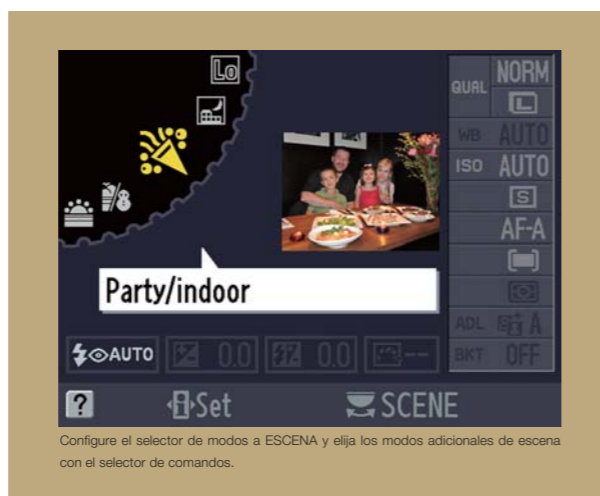 Lo
NORM
QUAL
L
WB AUTO
ISO AUTO
S
AF-A
Party/indoor
ADL A
AUTO 0.0 0.0 --
BKT OFF
? i Set SCENE
Configure el selector de modos a ESCENA y elija los modos adicionales de escena
con el selector de comandos.